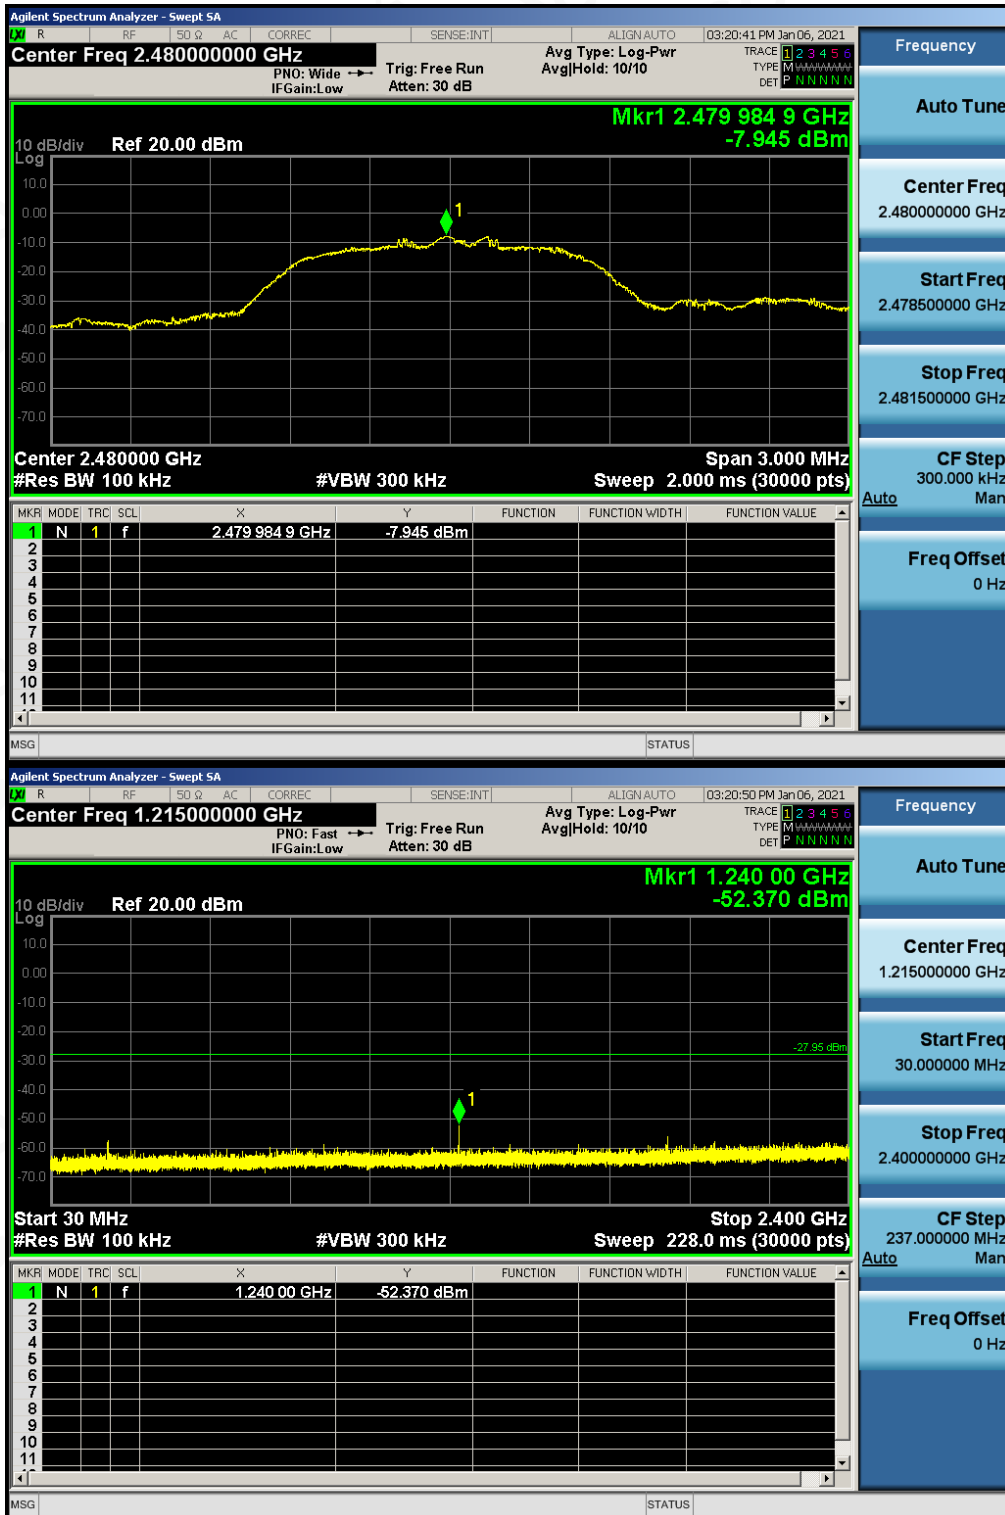 Agilent Spectrum Analyzer - Swept SA
LXI R RF 50 Ω AC CORREC SENSE:INT ALIGN AUTO 03:20:41 PM Jan 06, 2021
Center Freq 2.480000000 GHz
PNO: Wide
IFGain:Low
Trig: Free Run
Atten: 30 dB
Avg Type: Log-Pwr
Avg|Hold: 10/10
TRACE 1 2 3 4 5 6
TYPE M WWWWW
DET P N N N N N
Mkr1 2.479 984 9 GHz
-7.945 dBm
10 dB/div Ref 20.00 dBm
Log
10.0
0.00
-10.0
-20.0
-30.0
-40.0
-50.0
-60.0
-70.0
1
Center 2.480000 GHz Span 3.000 MHz
#Res BW 100 kHz #VBW 300 kHz Sweep 2.000 ms (30000 pts)
MKR MODE TRC SCL X Y FUNCTION FUNCTION WIDTH FUNCTION VALUE
1 N 1 f 2.479 984 9 GHz -7.945 dBm
2
3
4
5
6
7
8
9
10
11
MSG STATUS
Frequency
Auto Tune
Center Freq
2.480000000 GHz
Start Freq
2.478500000 GHz
Stop Freq
2.481500000 GHz
CF Step
300.000 kHz
Auto Man
Freq Offset
0 Hz
Agilent Spectrum Analyzer - Swept SA
LXI R RF 50 Ω AC CORREC SENSE:INT ALIGN AUTO 03:20:50 PM Jan 06, 2021
Center Freq 1.215000000 GHz
PNO: Fast
IFGain:Low
Trig: Free Run
Atten: 30 dB
Avg Type: Log-Pwr
Avg|Hold: 10/10
TRACE 1 2 3 4 5 6
TYPE M WWWWW
DET P N N N N N
Mkr1 1.240 00 GHz
-52.370 dBm
10 dB/div Ref 20.00 dBm
Log
10.0
0.00
-10.0
-20.0
-30.0
-40.0
-50.0
-60.0
-70.0
-27.95 dBm
1
Start 30 MHz Stop 2.400 GHz
#Res BW 100 kHz #VBW 300 kHz Sweep 228.0 ms (30000 pts)
MKR MODE TRC SCL X Y FUNCTION FUNCTION WIDTH FUNCTION VALUE
1 N 1 f 1.240 00 GHz -52.370 dBm
2
3
4
5
6
7
8
9
10
11
MSG STATUS
Frequency
Auto Tune
Center Freq
1.215000000 GHz
Start Freq
30.000000 MHz
Stop Freq
2.400000000 GHz
CF Step
237.000000 MHz
Auto Man
Freq Offset
0 Hz